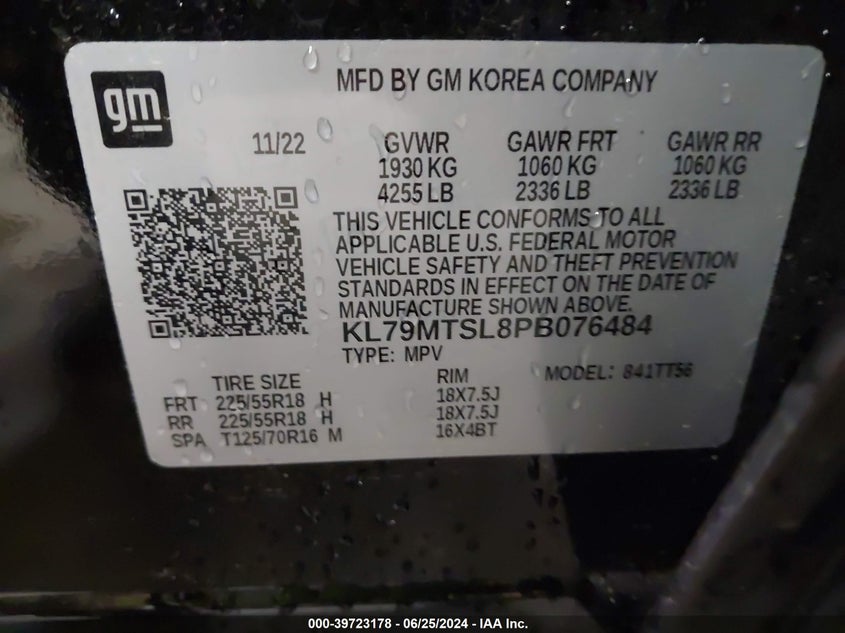 gm
MFD BY GM KOREA COMPANY
11/22 GVWR GAWR FRT GAWR RR
1930 KG 1060 KG 1060 KG
4255 LB 2336 LB 2336 LB
THIS VEHICLE CONFORMS TO ALL
APPLICABLE U.S. FEDERAL MOTOR
VEHICLE SAFETY AND THEFT PREVENTION
STANDARDS IN EFFECT ON THE DATE OF
MANUFACTURE SHOWN ABOVE.
KL79MTSL8PB076484
TYPE: MPV MODEL: 841TT56
TIRE SIZE RIM
FRT 225/55R18 H 18X7.5J
RR 225/55R18 H 18X7.5J
SPA T125/70R16 M 16X4BT
000-39723178 - 06/25/2024 - IAA Inc.